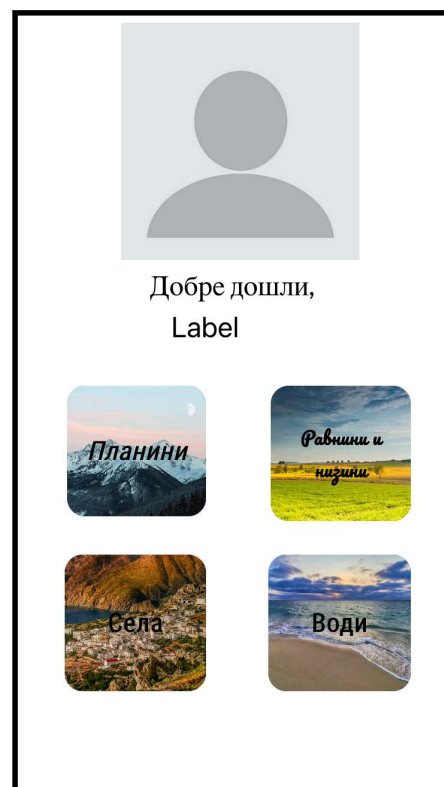 Добре дошли,
Label
Планини
Равнини и
низини
Села
Води